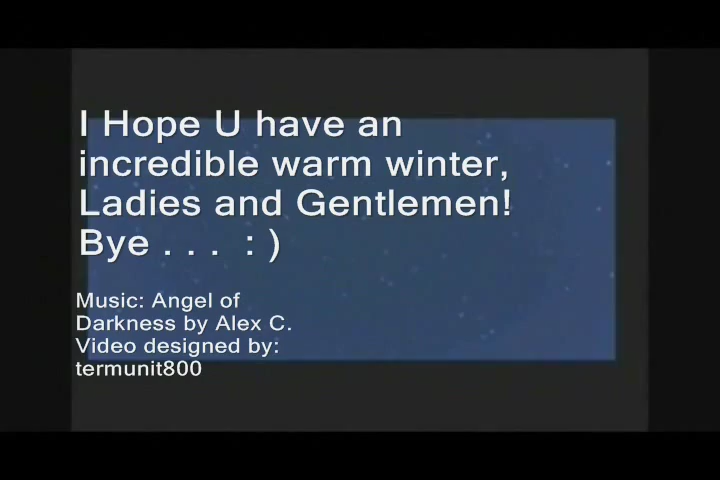 I Hope U have an
incredible warm winter,
Ladies and Gentlemen!
Bye . . .  : )
Music: Angel of
Darkness by Alex C.
Video designed by:
termunit800